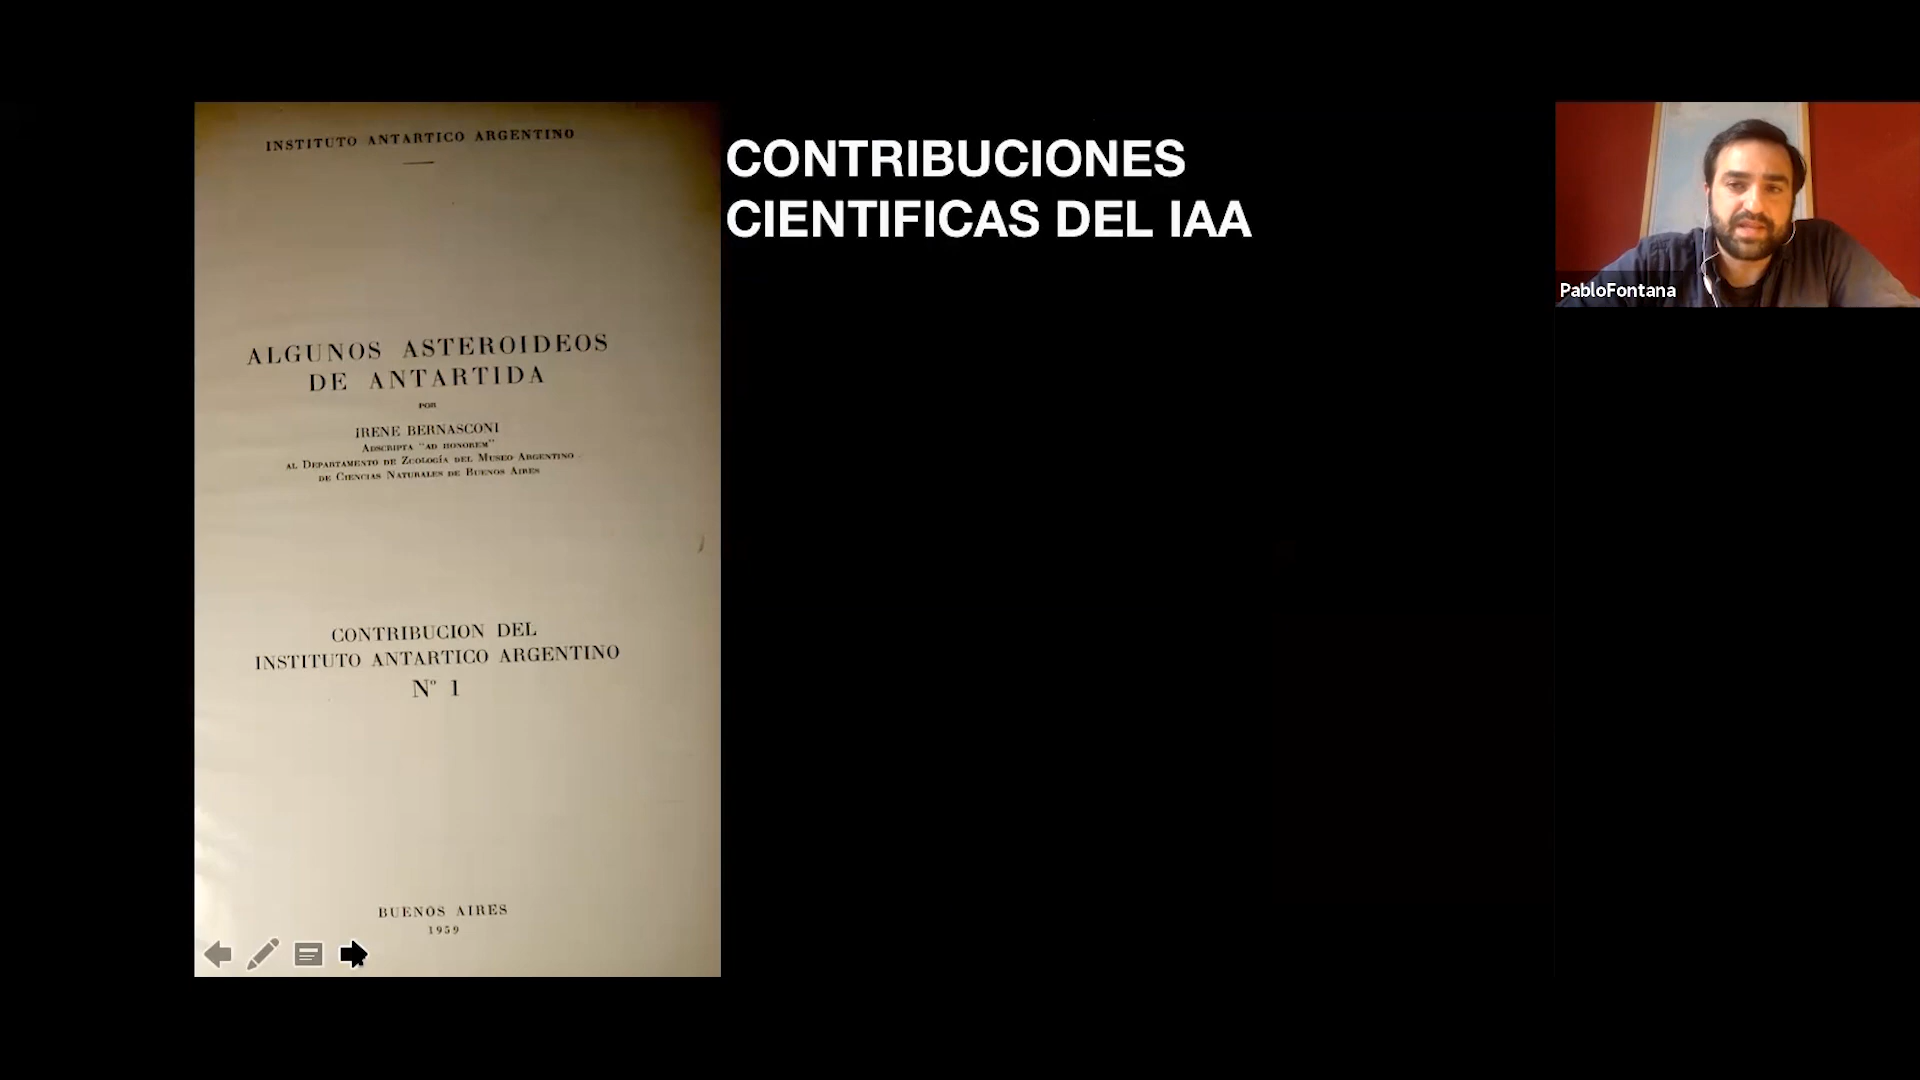 INSTITUTO ANTARTICO ARGENTINO
ALGUNOS ASTEROIDEOS
DE ANTARTIDA
POR
IRENE BERNASCONI
ADSCRIPTA "AD HONOREM"
AL DEPARTAMENTO DE ZOOLOGÍA DEL MUSEO ARGENTINO
DE CIENCIAS NATURALES DE BUENOS AIRES
CONTRIBUCION DEL
INSTITUTO ANTARTICO ARGENTINO
Nº 1
BUENOS AIRES
1959
CONTRIBUCIONES
CIENTIFICAS DEL IAA
PabloFontana